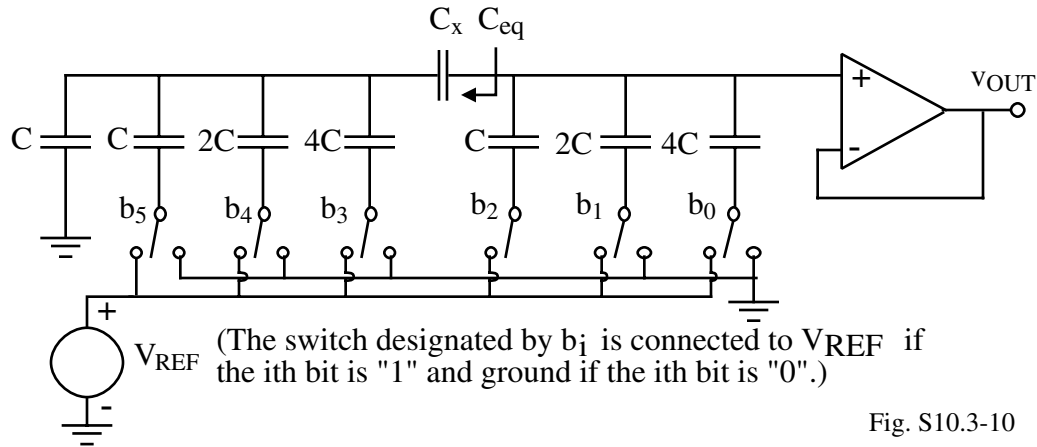 Cx Ceq
vOUT
+
-
C C 2C 4C C 2C 4C
b5 b4 b3 b2 b1 b0
+
VREF
-
(The switch designated by bi is connected to VREF if
the ith bit is "1" and ground if the ith bit is "0".)
Fig. S10.3-10